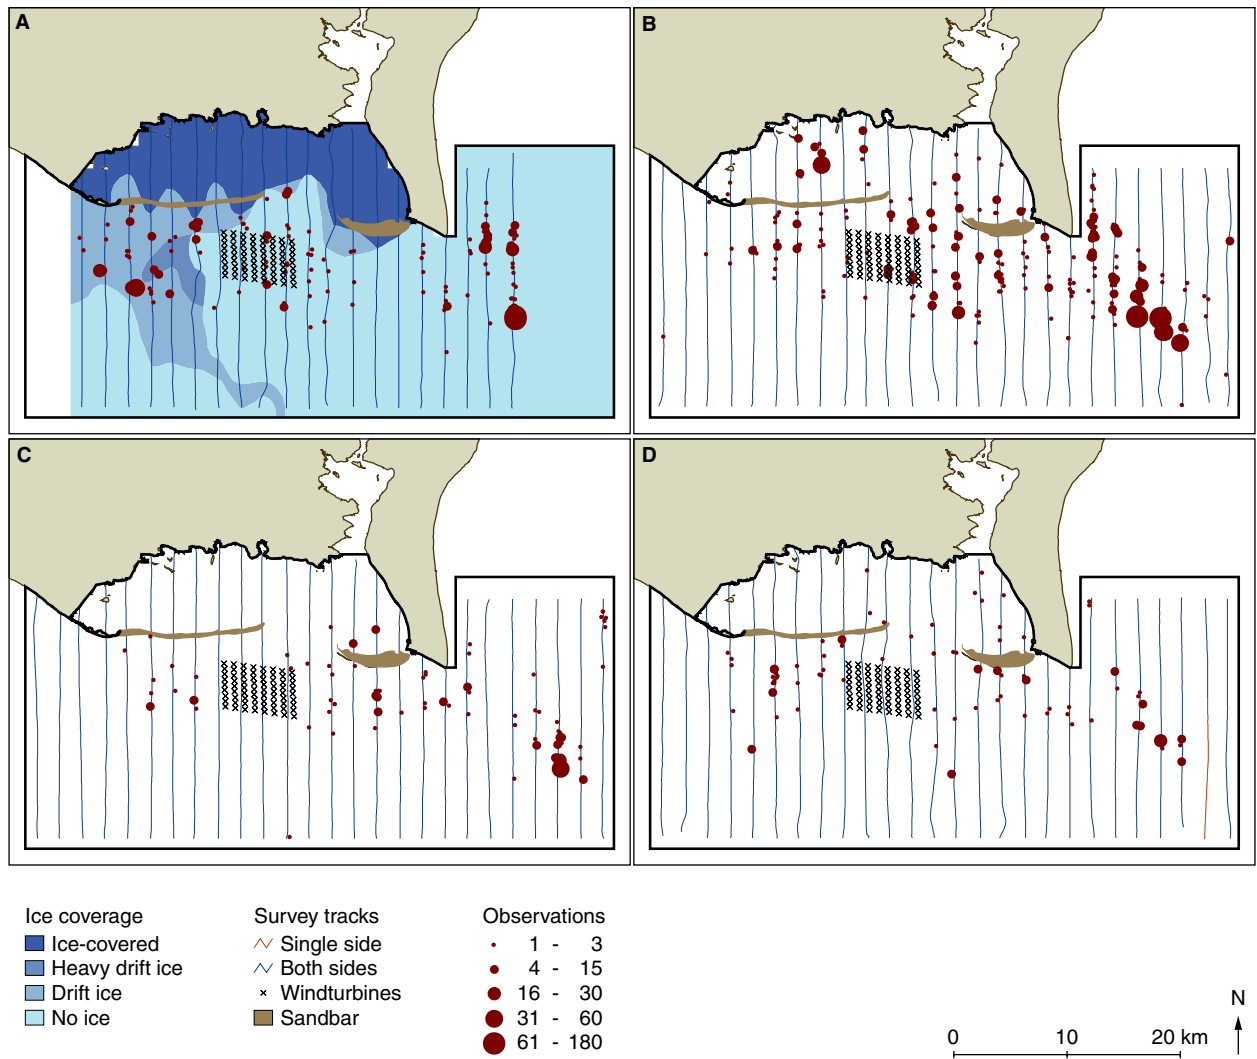 A
B
C
D
Ice coverage
Ice-covered
Heavy drift ice
Drift ice
No ice
Survey tracks
Single side
Both sides
Windturbines
Sandbar
Observations
1 - 3
4 - 15
16 - 30
31 - 60
61 - 180
N
0 10 20 km